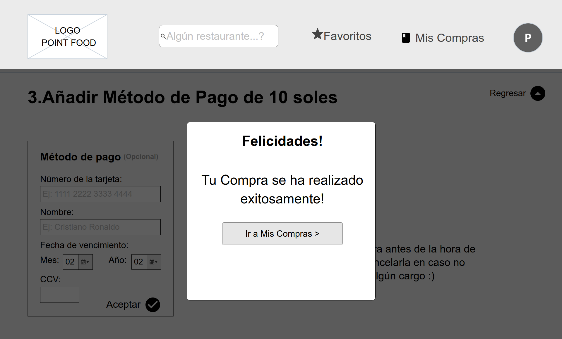 LOGO
POINT FOOD
Algún restaurante...?
Favoritos
Mis Compras
P
3.Añadir Método de Pago de 10 soles
Regresar
Método de pago (Opcional)
Número de la tarjeta:
Ej: 1111 2222 3333 4444
Nombre:
Ej: Cristiano Ronaldo
Fecha de vencimiento:
Mes: 02 Año: 02
CCV:
Aceptar
Felicidades!
Tu Compra se ha realizado
exitosamente!
Ir a Mis Compras >
antes de la hora de
en caso no
cargo :)